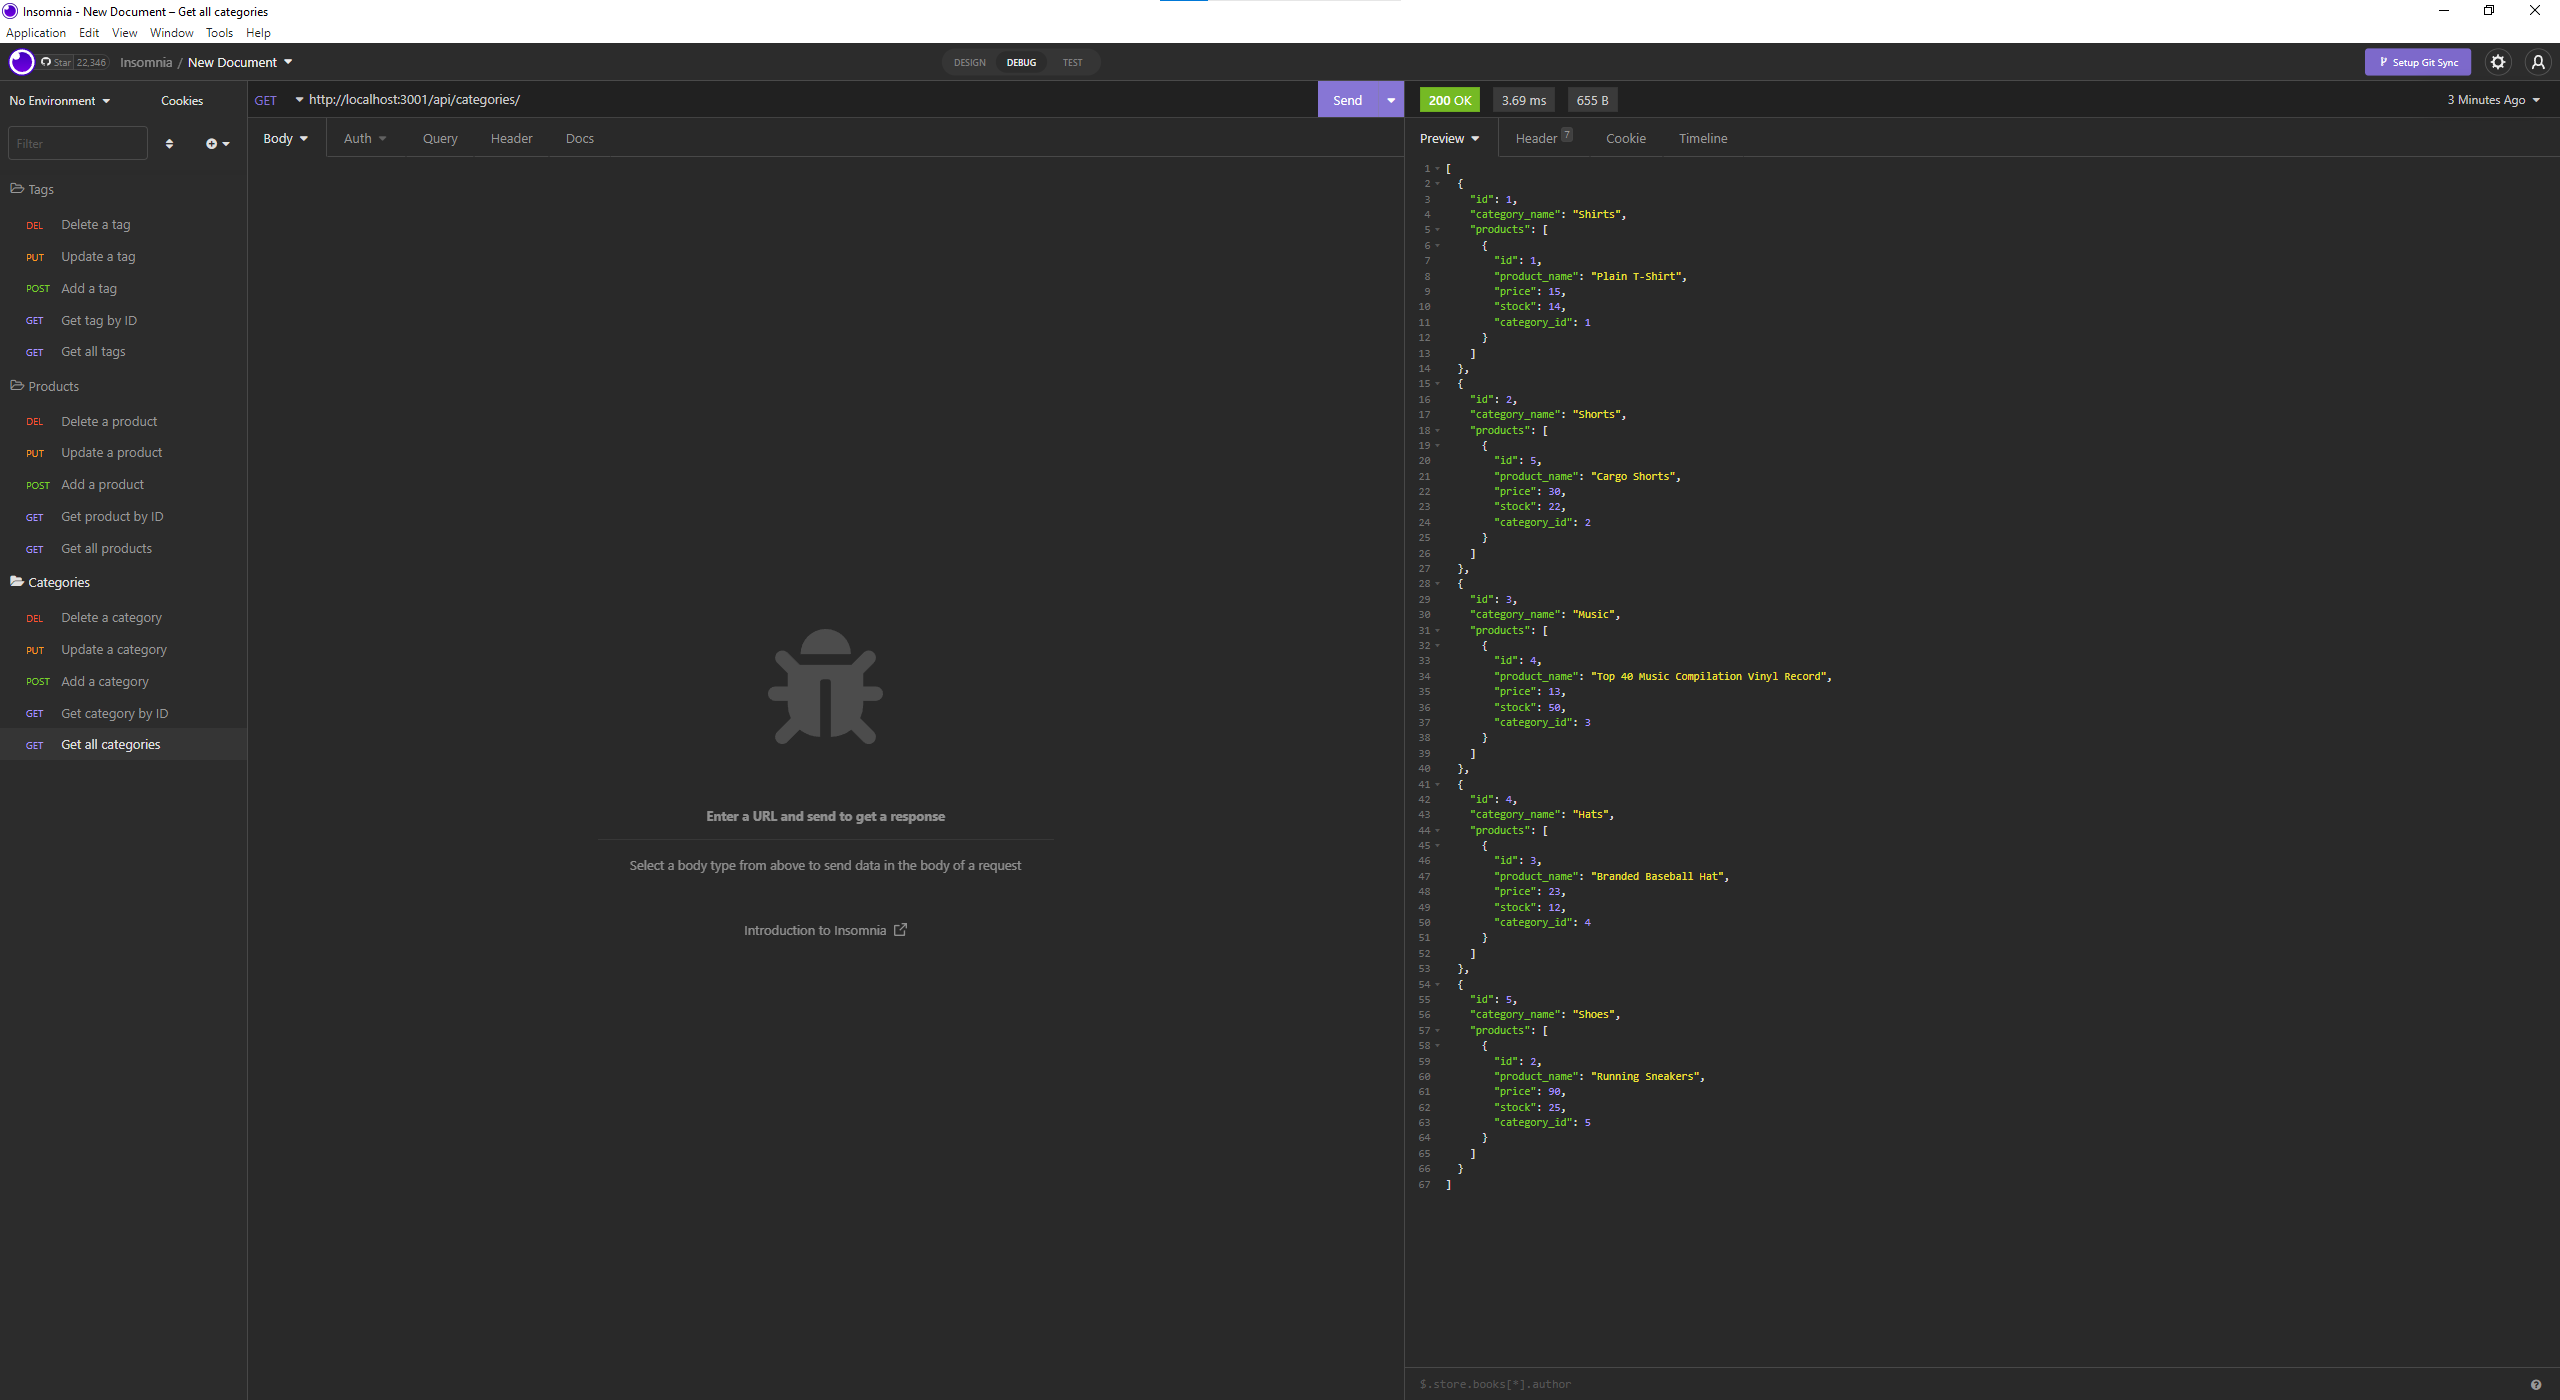 Insomnia - New Document – Get all categories
Application Edit View Window Tools Help
Star 22,346 Insomnia / New Document DESIGN DEBUG TEST Setup Git Sync
No Environment Cookies
Filter
Tags
DEL Delete a tag
PUT Update a tag
POST Add a tag
GET Get tag by ID
GET Get all tags
Products
DEL Delete a product
PUT Update a product
POST Add a product
GET Get product by ID
GET Get all products
Categories
DEL Delete a category
PUT Update a category
POST Add a category
GET Get category by ID
GET Get all categories
GET http://localhost:3001/api/categories/ Send
Body Auth Query Header Docs
Enter a URL and send to get a response
Select a body type from above to send data in the body of a request
Introduction to Insomnia
200 OK 3.69 ms 655 B 3 Minutes Ago
Preview Header 7 Cookie Timeline
1 [
2 {
3 "id": 1,
4 "category_name": "Shirts",
5 "products": [
6 {
7 "id": 1,
8 "product_name": "Plain T-Shirt",
9 "price": 15,
10 "stock": 14,
11 "category_id": 1
12 }
13 ]
14 },
15 {
16 "id": 2,
17 "category_name": "Shorts",
18 "products": [
19 {
20 "id": 5,
21 "product_name": "Cargo Shorts",
22 "price": 30,
23 "stock": 22,
24 "category_id": 2
25 }
26 ]
27 },
28 {
29 "id": 3,
30 "category_name": "Music",
31 "products": [
32 {
33 "id": 4,
34 "product_name": "Top 40 Music Compilation Vinyl Record",
35 "price": 13,
36 "stock": 50,
37 "category_id": 3
38 }
39 ]
40 },
41 {
42 "id": 4,
43 "category_name": "Hats",
44 "products": [
45 {
46 "id": 3,
47 "product_name": "Branded Baseball Hat",
48 "price": 23,
49 "stock": 12,
50 "category_id": 4
51 }
52 ]
53 },
54 {
55 "id": 5,
56 "category_name": "Shoes",
57 "products": [
58 {
59 "id": 2,
60 "product_name": "Running Sneakers",
61 "price": 90,
62 "stock": 25,
63 "category_id": 5
64 }
65 ]
66 }
67 ]
$.store.books[*].author